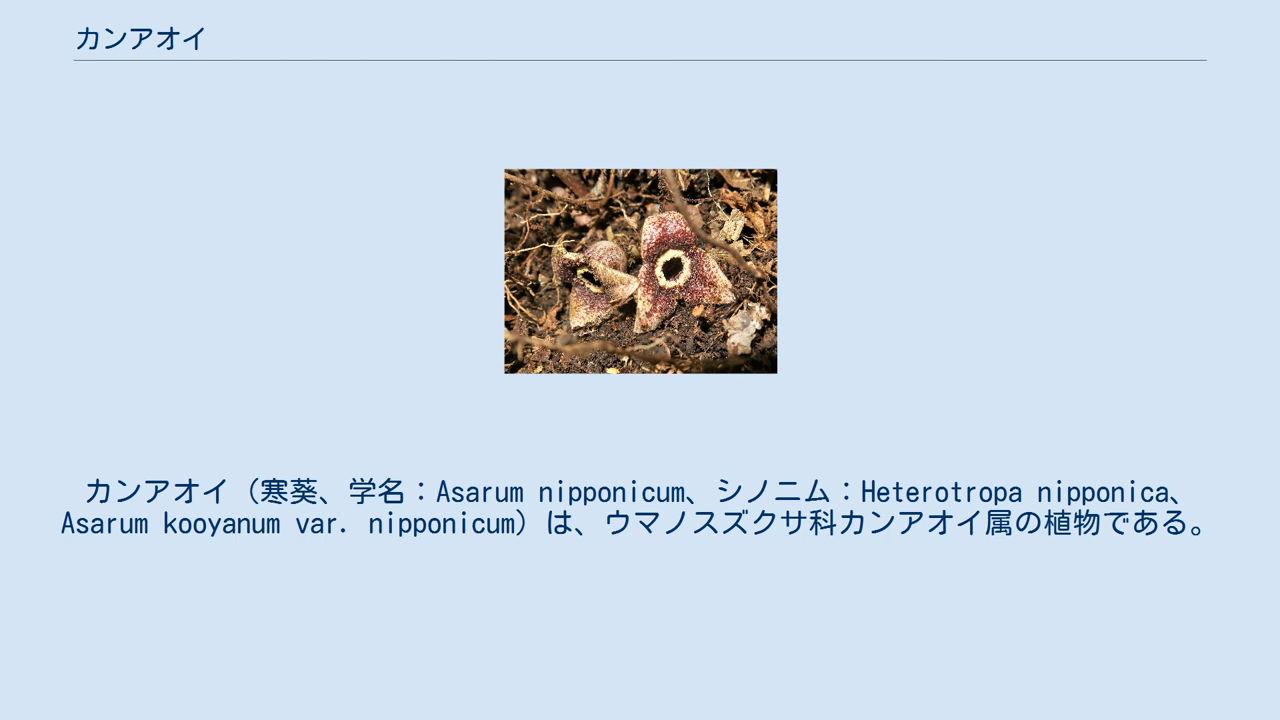 カンアオイ
カンアオイ（寒葵、学名：Asarum nipponicum、シノニム：Heterotropa nipponica、
Asarum kooyanum var. nipponicum）は、ウマノスズクサ科カンアオイ属の植物である。